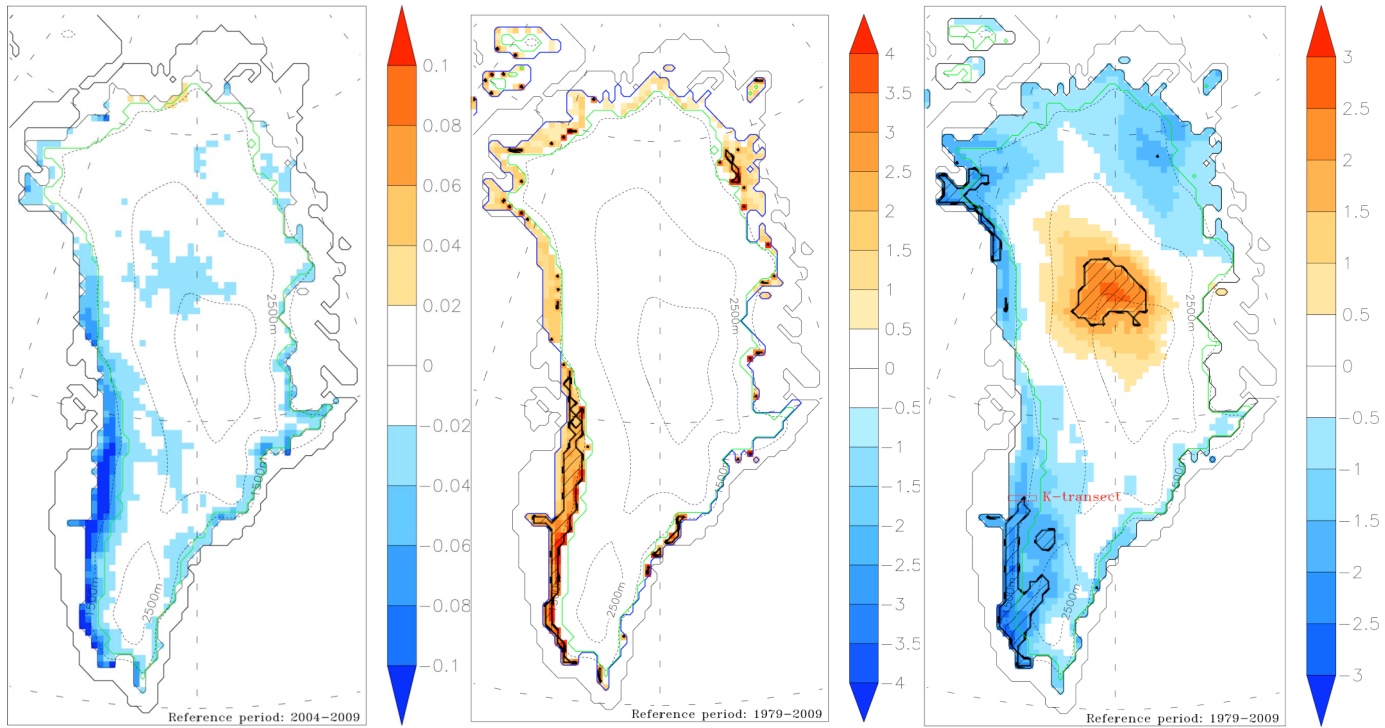 0.1
0.08
0.06
0.04
0.02
0
−0.02
−0.04
−0.06
−0.08
−0.1
2500m
1500m
1500m
2500m
Reference period: 2004−2009
4
3.5
3
2.5
2
1.5
1
0.5
0
−0.5
−1
−1.5
−2
−2.5
−3
−3.5
−4
2500m
1500m
1500m
2500m
Reference period: 1979−2009
3
2.5
2
1.5
1
0.5
0
−0.5
−1
−1.5
−2
−2.5
−3
2500m
K−transect
1500m
1500m
2500m
Reference period: 1979−2009